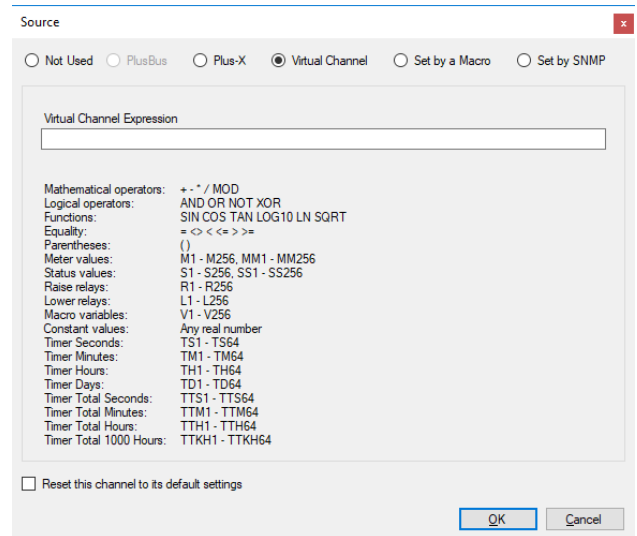 Source
x
Not Used PlusBus Plus-X Virtual Channel Set by a Macro Set by SNMP
Virtual Channel Expression
Mathematical operators: + - * / MOD
Logical operators: AND OR NOT XOR
Functions: SIN COS TAN LOG10 LN SQRT
Equality: = <> < <= > >=
Parentheses: ( )
Meter values: M1 - M256, MM1 - MM256
Status values: S1 - S256, SS1 - SS256
Raise relays: R1 - R256
Lower relays: L1 - L256
Macro variables: V1 - V256
Constant values: Any real number
Timer Seconds: TS1 - TS64
Timer Minutes: TM1 - TM64
Timer Hours: TH1 - TH64
Timer Days: TD1 - TD64
Timer Total Seconds: TTS1 - TTS64
Timer Total Minutes: TTM1 - TTM64
Timer Total Hours: TTH1 - TTH64
Timer Total 1000 Hours: TTKH1 - TTKH64
Reset this channel to its default settings
OK Cancel